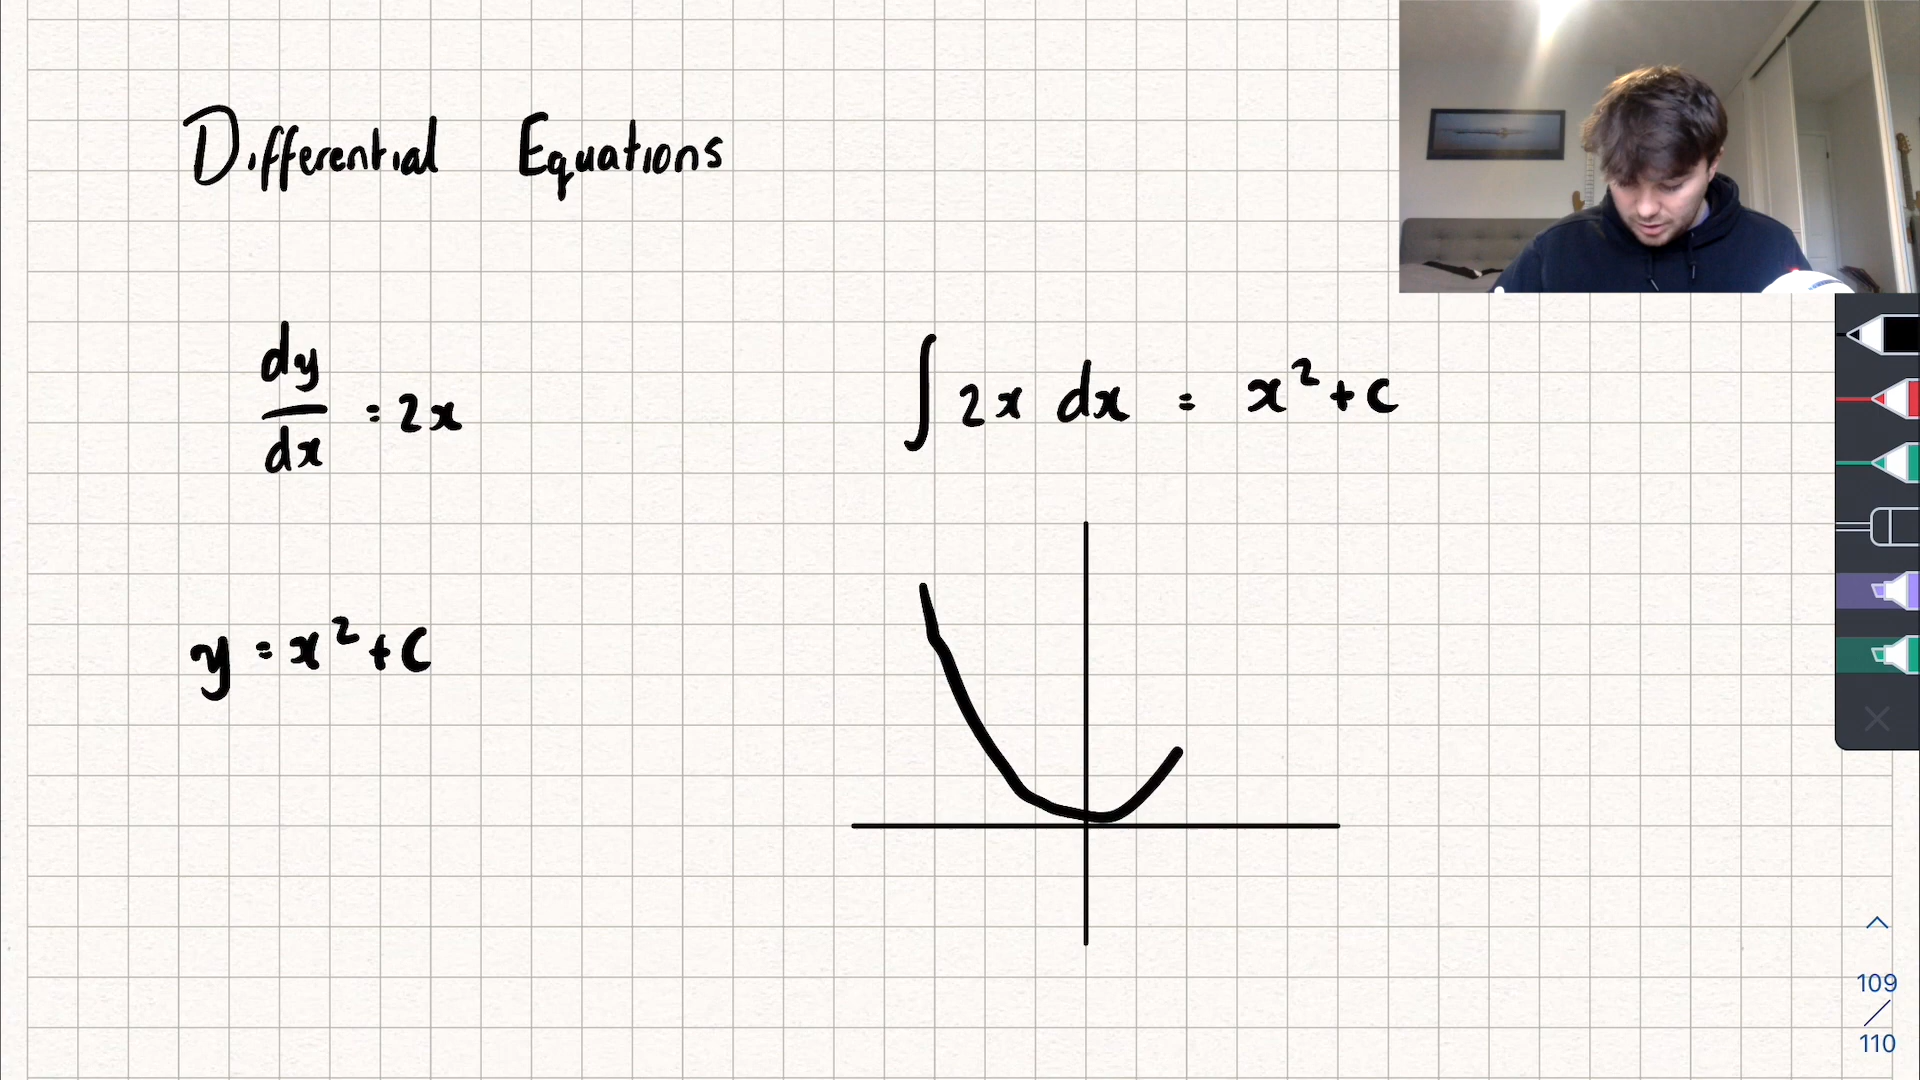 Differential Equations
dy/dx = 2x
∫ 2x dx = x² + c
y = x² + c
109
/
110